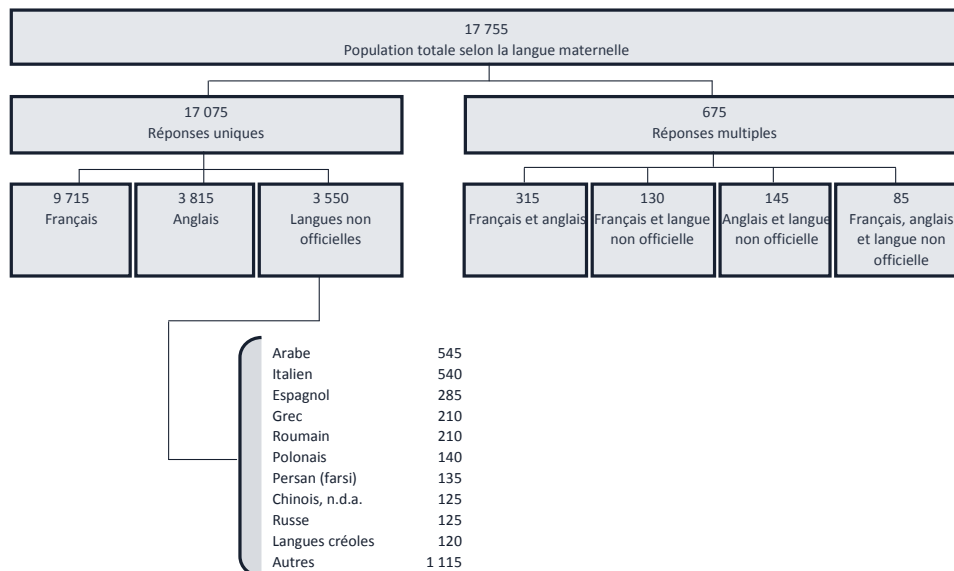 17 755
Population totale selon la langue maternelle
17 075
Réponses uniques
675
Réponses multiples
9 715
Français
3 815
Anglais
3 550
Langues non
officielles
315
Français et anglais
130
Français et langue
non officielle
145
Anglais et langue
non officielle
85
Français, anglais
et langue non
officielle
Arabe 545
Italien 540
Espagnol 285
Grec 210
Roumain 210
Polonais 140
Persan (farsi) 135
Chinois, n.d.a. 125
Russe 125
Langues créoles 120
Autres 1 115